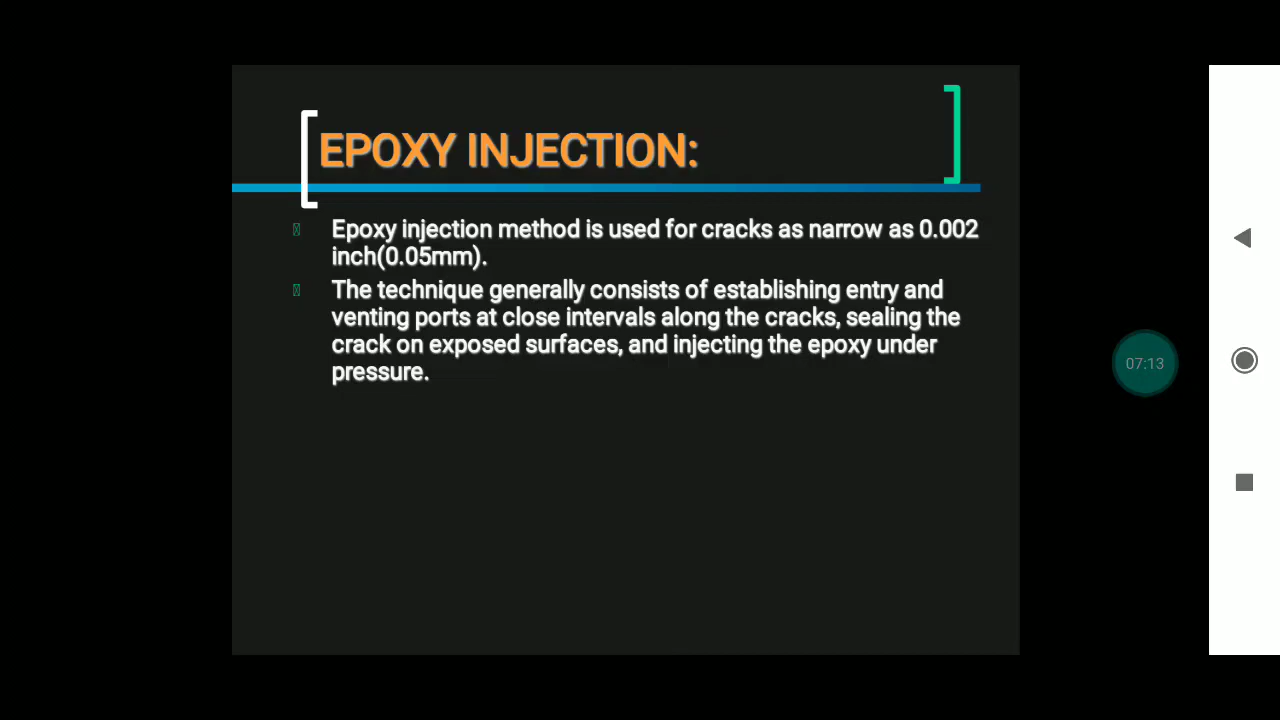 EPOXY INJECTION:
Epoxy injection method is used for cracks as narrow as 0.002
inch(0.05mm).
The technique generally consists of establishing entry and
venting ports at close intervals along the cracks, sealing the
crack on exposed surfaces, and injecting the epoxy under
pressure.
07:13